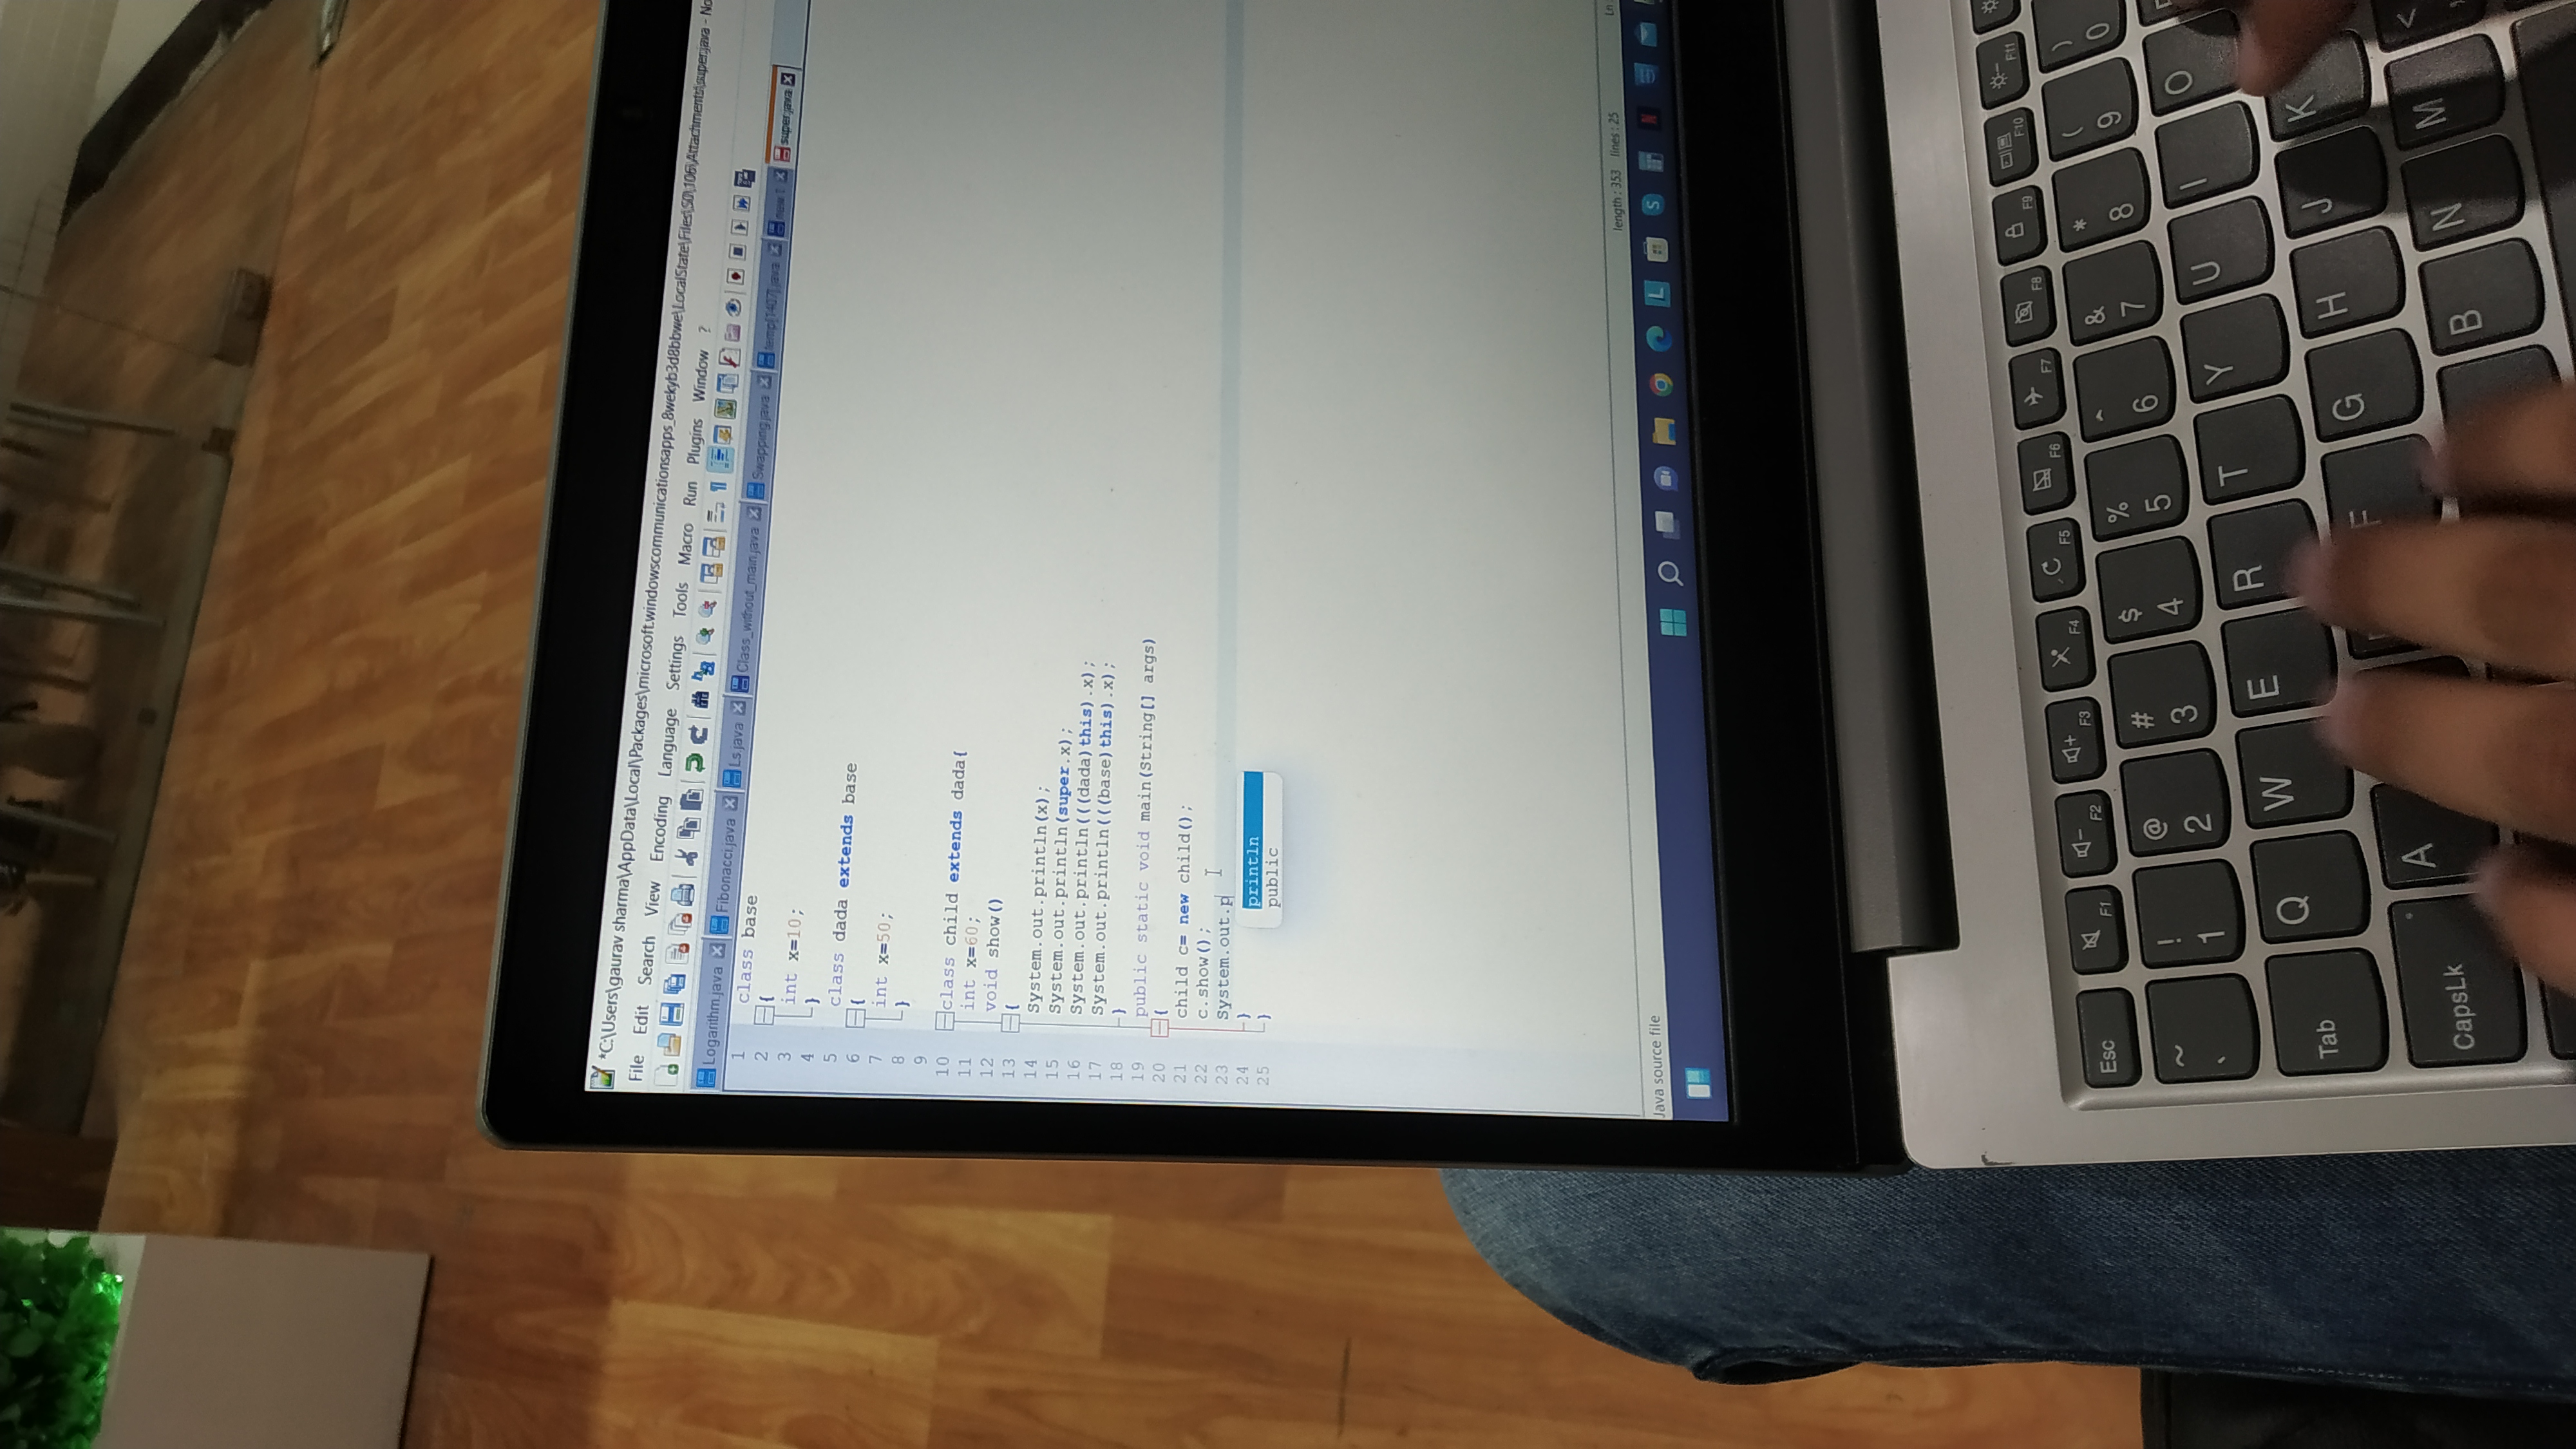 *C:\Users\gaurav sharma\AppData\Local\Packages\microsoft.windowscommunicationsapps_8wekyb3d8bbwe\LocalState\Files\S0\106\Attachments\super.java - No
File Edit Search View Encoding Language Settings Tools Macro Run Plugins Window ?
Logarithm.java Fibonacci.java Ls.java Class_without_main.java Swapping.java temp[1407].java new 1 super.java
1 class base
2 {
3 int x=10;
4 }
5 class dada extends base
6 {
7 int x=50;
8 }
9
10 class child extends dada{
11 int x=60;
12 void show()
13 {
14 System.out.println(x);
15 System.out.println(super.x);
16 System.out.println(((dada)this).x);
17 System.out.println(((base)this).x);
18 }
19 public static void main(String[] args)
20 {
21 child c= new child();
22 c.show();
23 System.out.p
24 }
println
25 }
public
Java source file length : 353 lines : 25 Ln
L S N
Esc F1 F2 F3 F4 F5 F6 F7 F8 F9 F10 F11
~ ! @ # $ % ^ & * ( )
` 1 2 3 4 5 6 7 8 9 0
Tab Q W E R T Y U I O
CapsLk A F G H J K
B N M <